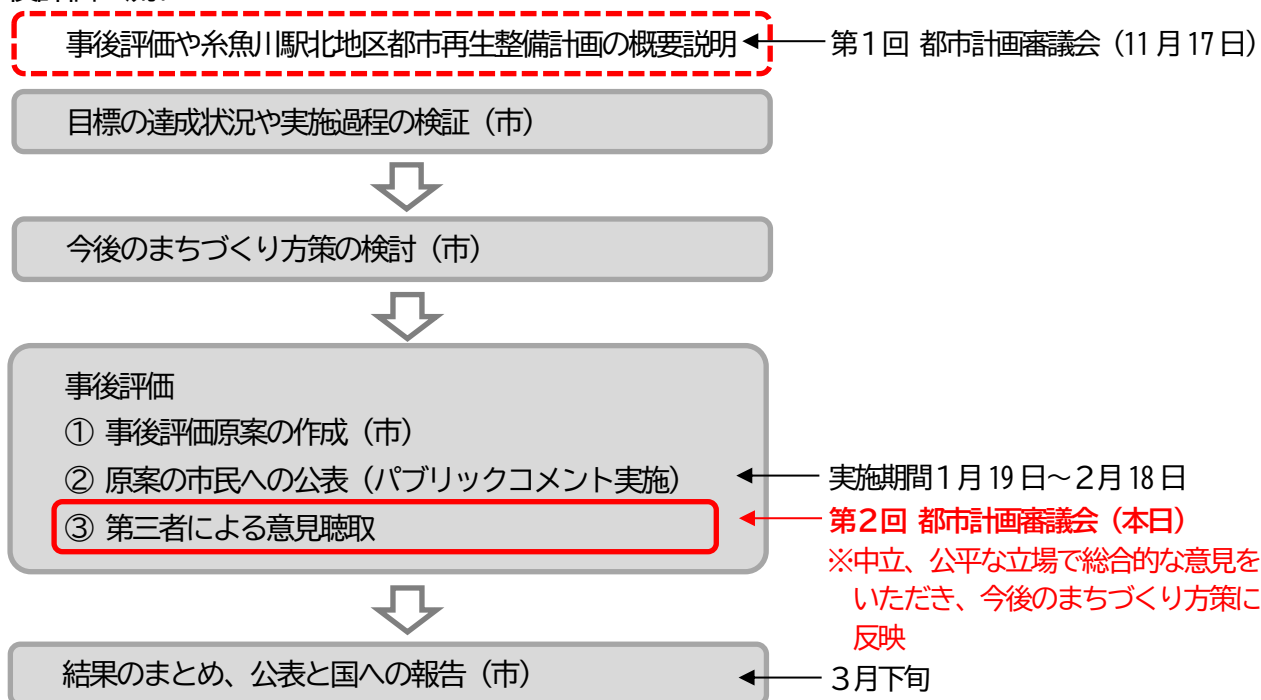 事後評価や糸魚川駅北地区都市再生整備計画の概要説明
第1回 都市計画審議会（11月17日）
目標の達成状況や実施過程の検証（市）
今後のまちづくり方策の検討（市）
事後評価
① 事後評価原案の作成（市）
② 原案の市民への公表（パブリックコメント実施）
実施期間１月19日～２月18日
③ 第三者による意見聴取
第２回 都市計画審議会（本日）
※中立、公平な立場で総合的な意見を
いただき、今後のまちづくり方策に
反映
結果のまとめ、公表と国への報告（市）
３月下旬